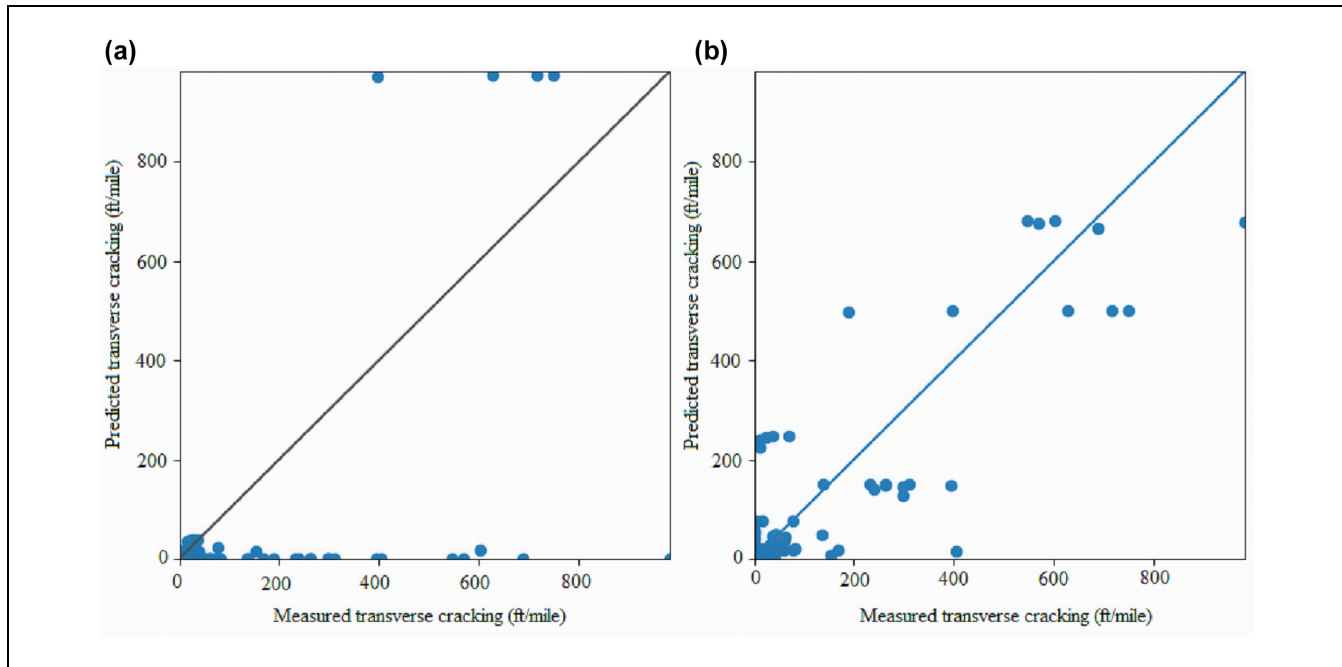 (a)
Predicted transverse cracking (ft/mile)
800
600
400
200
0
0 200 400 600 800
Measured transverse cracking (ft/mile)
(b)
Predicted transverse cracking (ft/mile)
800
600
400
200
0
0 200 400 600 800
Measured transverse cracking (ft/mile)